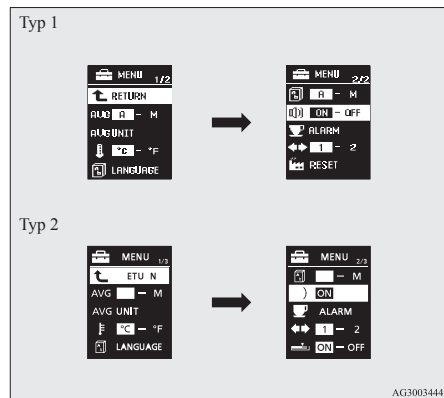 Typ 1
MENU 1/2
RETURN
AVG A - M
AVG UNIT
°C - °F
LANGUAGE
MENU 2/2
A - M
ON - OFF
ALARM
1 - 2
RESET
Typ 2
MENU 1/3
ETU N
AVG - M
AVG UNIT
°C - °F
LANGUAGE
MENU 2/3
- M
) ON
ALARM
1 - 2
ON - OFF
AG3003444